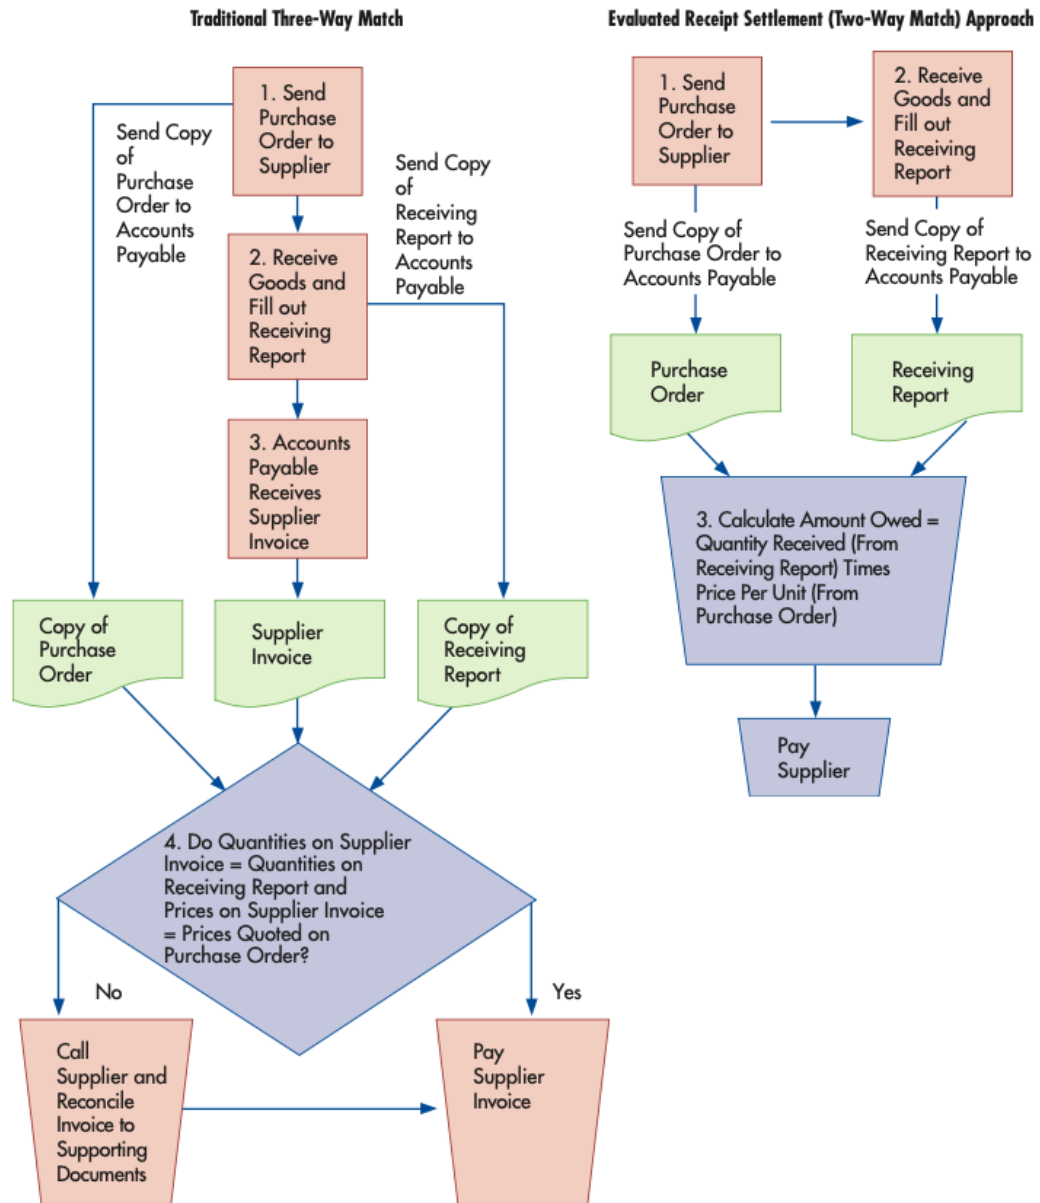 Traditional Three-Way Match
1. Send
Purchase
Order to
Supplier
Send Copy
of
Purchase
Order to
Accounts
Payable
Send Copy
of
Receiving
Report to
Accounts
Payable
2. Receive
Goods and
Fill out
Receiving
Report
3. Accounts
Payable
Receives
Supplier
Invoice
Copy of
Purchase
Order
Supplier
Invoice
Copy of
Receiving
Report
4. Do Quantities on Supplier
Invoice = Quantities on
Receiving Report and
Prices on Supplier Invoice
= Prices Quoted on
Purchase Order?
No
Yes
Call
Supplier and
Reconcile
Invoice to
Supporting
Documents
Pay
Supplier
Invoice
Evaluated Receipt Settlement (Two-Way Match) Approach
1. Send
Purchase
Order to
Supplier
2. Receive
Goods and
Fill out
Receiving
Report
Send Copy of
Purchase Order to
Accounts Payable
Send Copy of
Receiving Report to
Accounts Payable
Purchase
Order
Receiving
Report
3. Calculate Amount Owed =
Quantity Received (From
Receiving Report) Times
Price Per Unit (From
Purchase Order)
Pay
Supplier